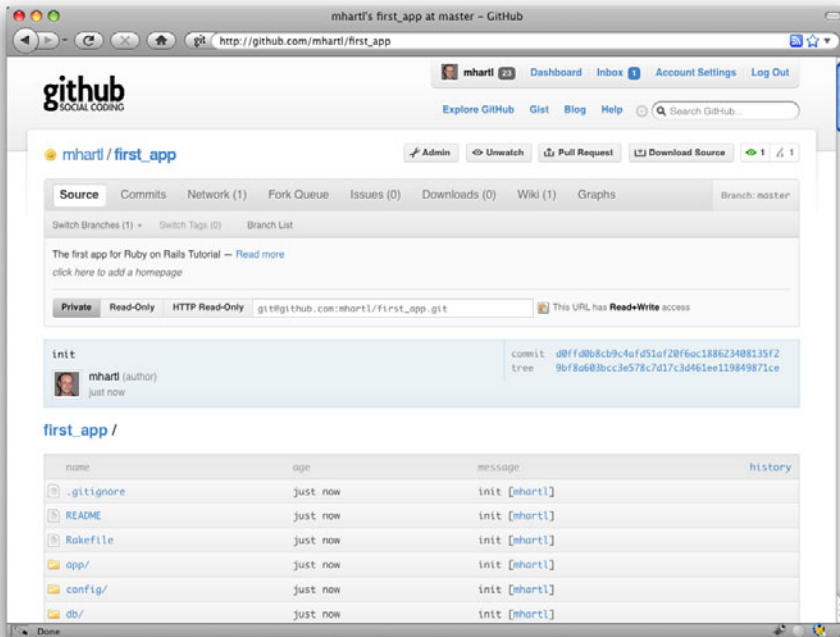 mhartl's first_app at master – GitHub
git http://github.com/mhartl/first_app
github
SOCIAL CODING
mhartl 23 Dashboard Inbox 1 Account Settings Log Out
Explore GitHub Gist Blog Help Search GitHub...
mhartl / first_app Admin Unwatch Pull Request Download Source 1 1
Source Commits Network (1) Fork Queue Issues (0) Downloads (0) Wiki (1) Graphs Branch: master
Switch Branches (1) Switch Tags (0) Branch List
The first app for Ruby on Rails Tutorial — Read more
click here to add a homepage
Private Read-Only HTTP Read-Only git@github.com:mhartl/first_app.git This URL has Read+Write access
init commit d0ffd0b8cb9c4afd51af20f6ac188623408135f2
tree 9bf8a603bcc3e578c7d17c3d461ee119849871ce
mhartl (author)
just now
first_app /
name age message history
.gitignore just now init [mhartl]
README just now init [mhartl]
Rakefile just now init [mhartl]
app/ just now init [mhartl]
config/ just now init [mhartl]
db/ just now init [mhartl]
Done